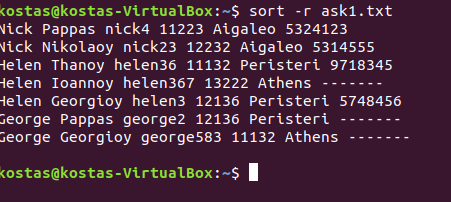 kostas@kostas-VirtualBox:~$ sort -r ask1.txt
Nick Pappas nick4 11223 Aigaleo 5324123
Nick Nikolaoy nick23 12232 Aigaleo 5314555
Helen Thanoy helen36 11132 Peristeri 9718345
Helen Ioannoy helen367 13222 Athens -------
Helen Georgioy helen3 12136 Peristeri 5748456
George Pappas george2 12136 Peristeri -------
George Georgioy george583 11132 Athens -------
kostas@kostas-VirtualBox:~$